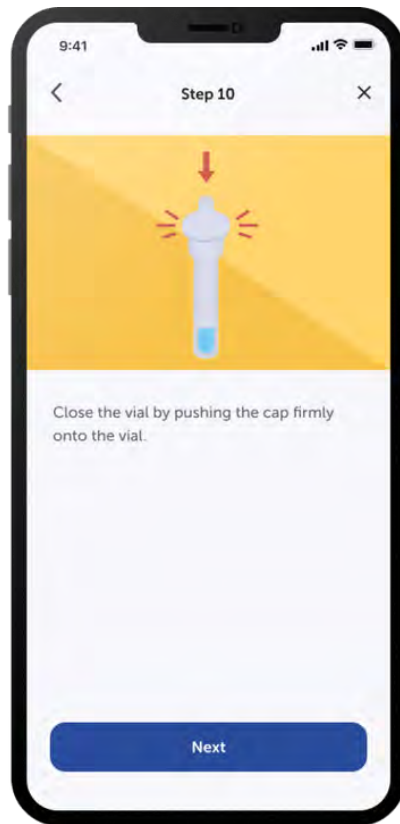 9:41
Step 10
Close the vial by pushing the cap firmly
onto the vial.
Next